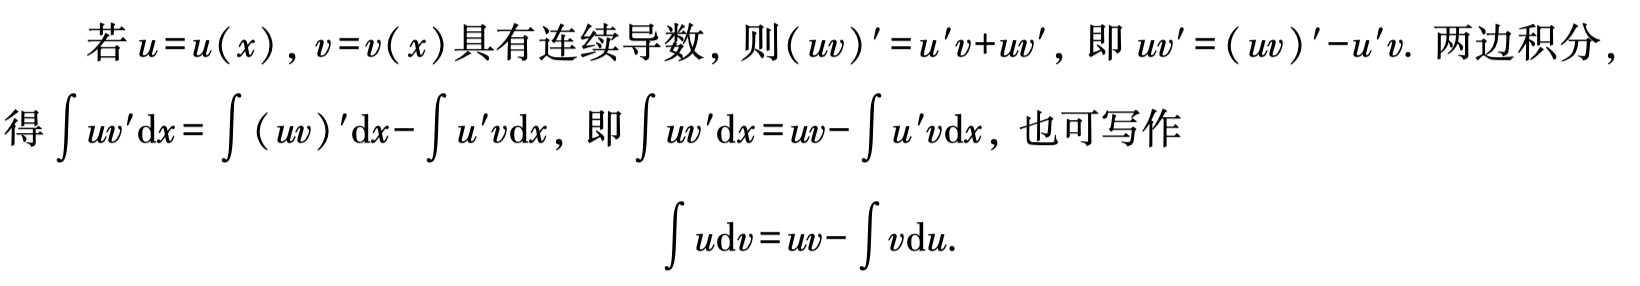 若 u=u(x), v=v(x)具有连续导数, 则(uv)′=u′v+uv′, 即 uv′=(uv)′-u′v. 两边积分,
得∫uv′dx=∫(uv)′dx-∫u′vdx, 即∫uv′dx=uv-∫u′vdx, 也可写作
∫udv=uv-∫vdu.